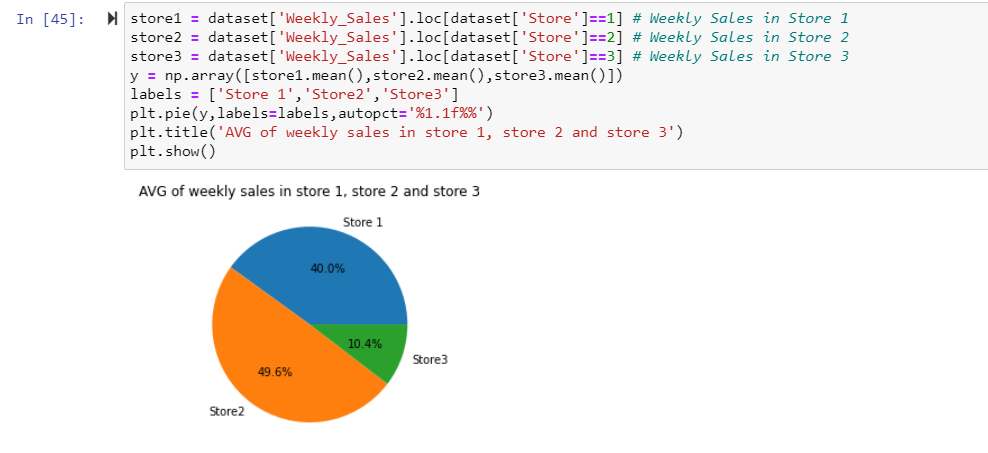 In [45]:
store1 = dataset['Weekly_Sales'].loc[dataset['Store']==1] # Weekly Sales in Store 1
store2 = dataset['Weekly_Sales'].loc[dataset['Store']==2] # Weekly Sales in Store 2
store3 = dataset['Weekly_Sales'].loc[dataset['Store']==3] # Weekly Sales in Store 3
y = np.array([store1.mean(),store2.mean(),store3.mean()])
labels = ['Store 1','Store2','Store3']
plt.pie(y,labels=labels,autopct='%1.1f%%')
plt.title('AVG of weekly sales in store 1, store 2 and store 3')
plt.show()
AVG of weekly sales in store 1, store 2 and store 3
Store 1
40.0%
10.4%
Store3
49.6%
Store2